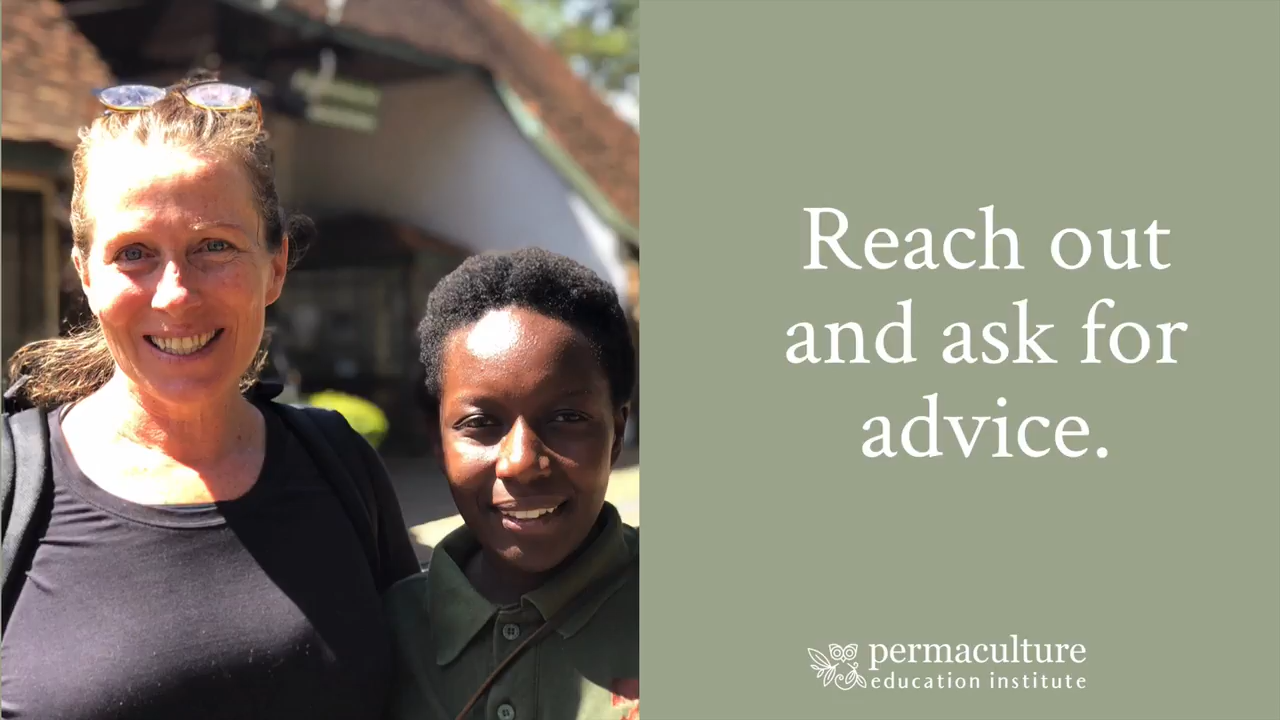 Reach out
and ask for
advice.
permaculture
education institute